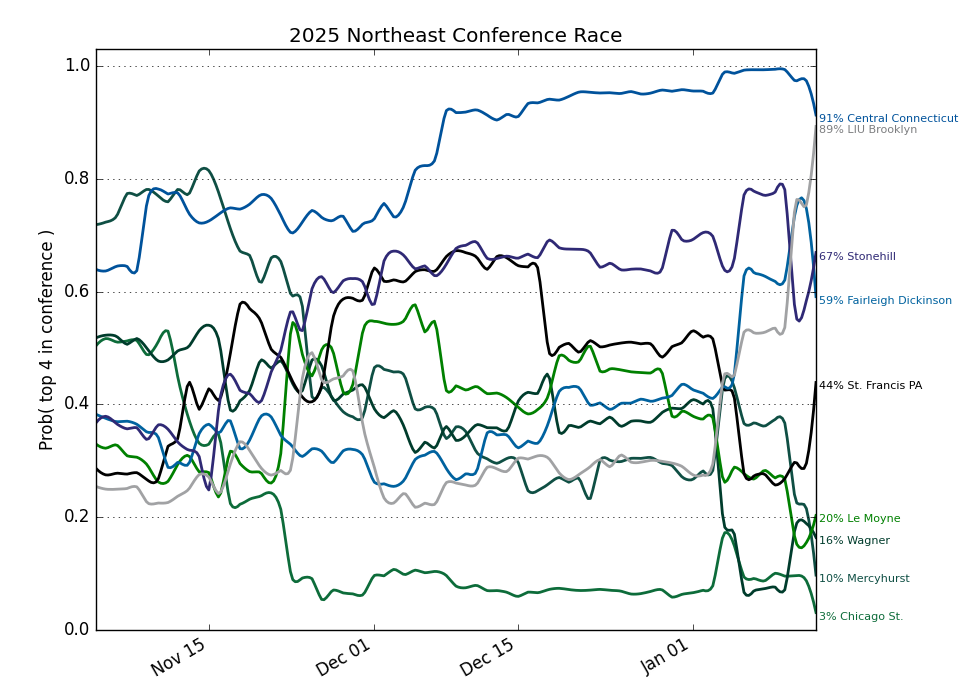 2025 Northeast Conference Race
Prob( top 4 in conference )
1.0
0.8
0.6
0.4
0.2
0.0
Nov 15
Dec 01
Dec 15
Jan 01
91% Central Connecticut
89% LIU Brooklyn
67% Stonehill
59% Fairleigh Dickinson
44% St. Francis PA
20% Le Moyne
16% Wagner
10% Mercyhurst
3% Chicago St.